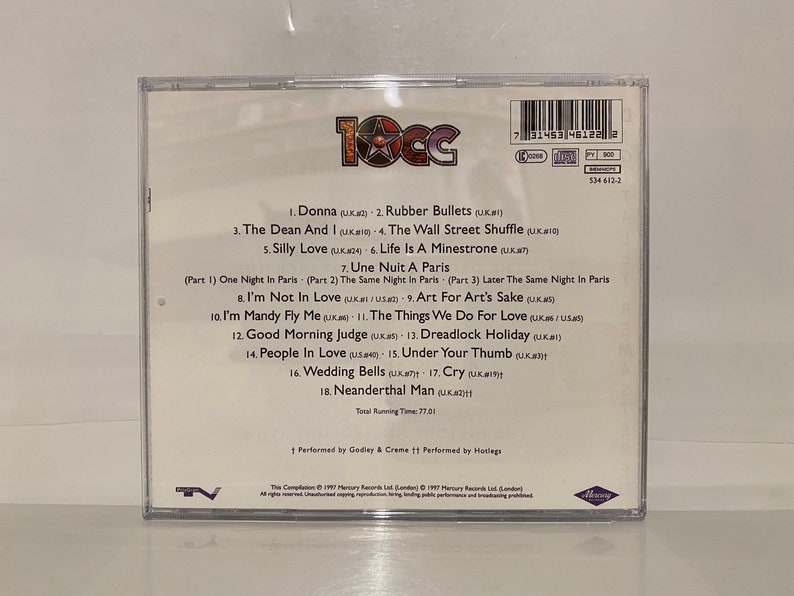 10cc
7 31453 46122 2
LC 0268
COMPACT disc DIGITAL AUDIO
PY 900
BIEM/MCPS
534 612-2
1. Donna (U.K.#2) · 2. Rubber Bullets (U.K.#1)
3. The Dean And I (U.K.#10) · 4. The Wall Street Shuffle (U.K.#10)
5. Silly Love (U.K.#24) · 6. Life Is A Minestrone (U.K.#7)
7. Une Nuit A Paris
(Part 1) One Night In Paris · (Part 2) The Same Night In Paris · (Part 3) Later The Same Night In Paris
8. I'm Not In Love (U.K.#1 / U.S.#2) · 9. Art For Art's Sake (U.K.#5)
10. I'm Mandy Fly Me (U.K.#6) · 11. The Things We Do For Love (U.K.#6 / U.S.#5)
12. Good Morning Judge (U.K.#5) · 13. Dreadlock Holiday (U.K.#1)
14. People In Love (U.S.#40) · 15. Under Your Thumb (U.K.#3)†
16. Wedding Bells (U.K.#7)† · 17. Cry (U.K.#19)†
18. Neanderthal Man (U.K.#2)††
Total Running Time: 77.01
† Performed by Godley & Creme †† Performed by Hotlegs
PolyGram TV
This Compilation: ℗ 1997 Mercury Records Ltd. (London) © 1997 Mercury Records Ltd. (London)
All rights reserved. Unauthorised copying, reproduction, hiring, lending, public performance and broadcasting prohibited.
Mercury
RECORDS